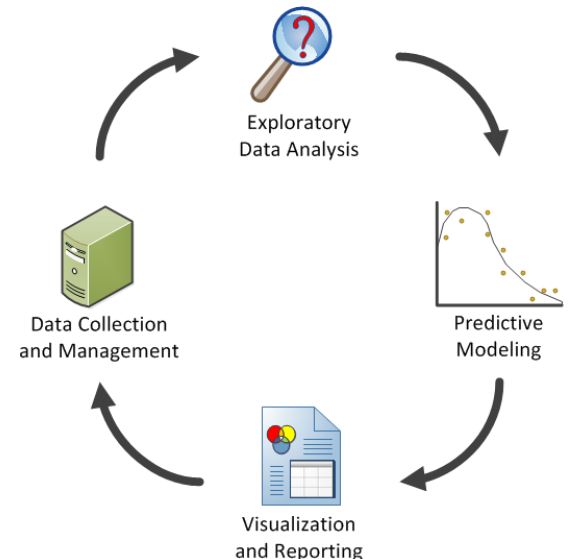 ?
Exploratory
Data Analysis
Data Collection
and Management
Predictive
Modeling
Visualization
and Reporting